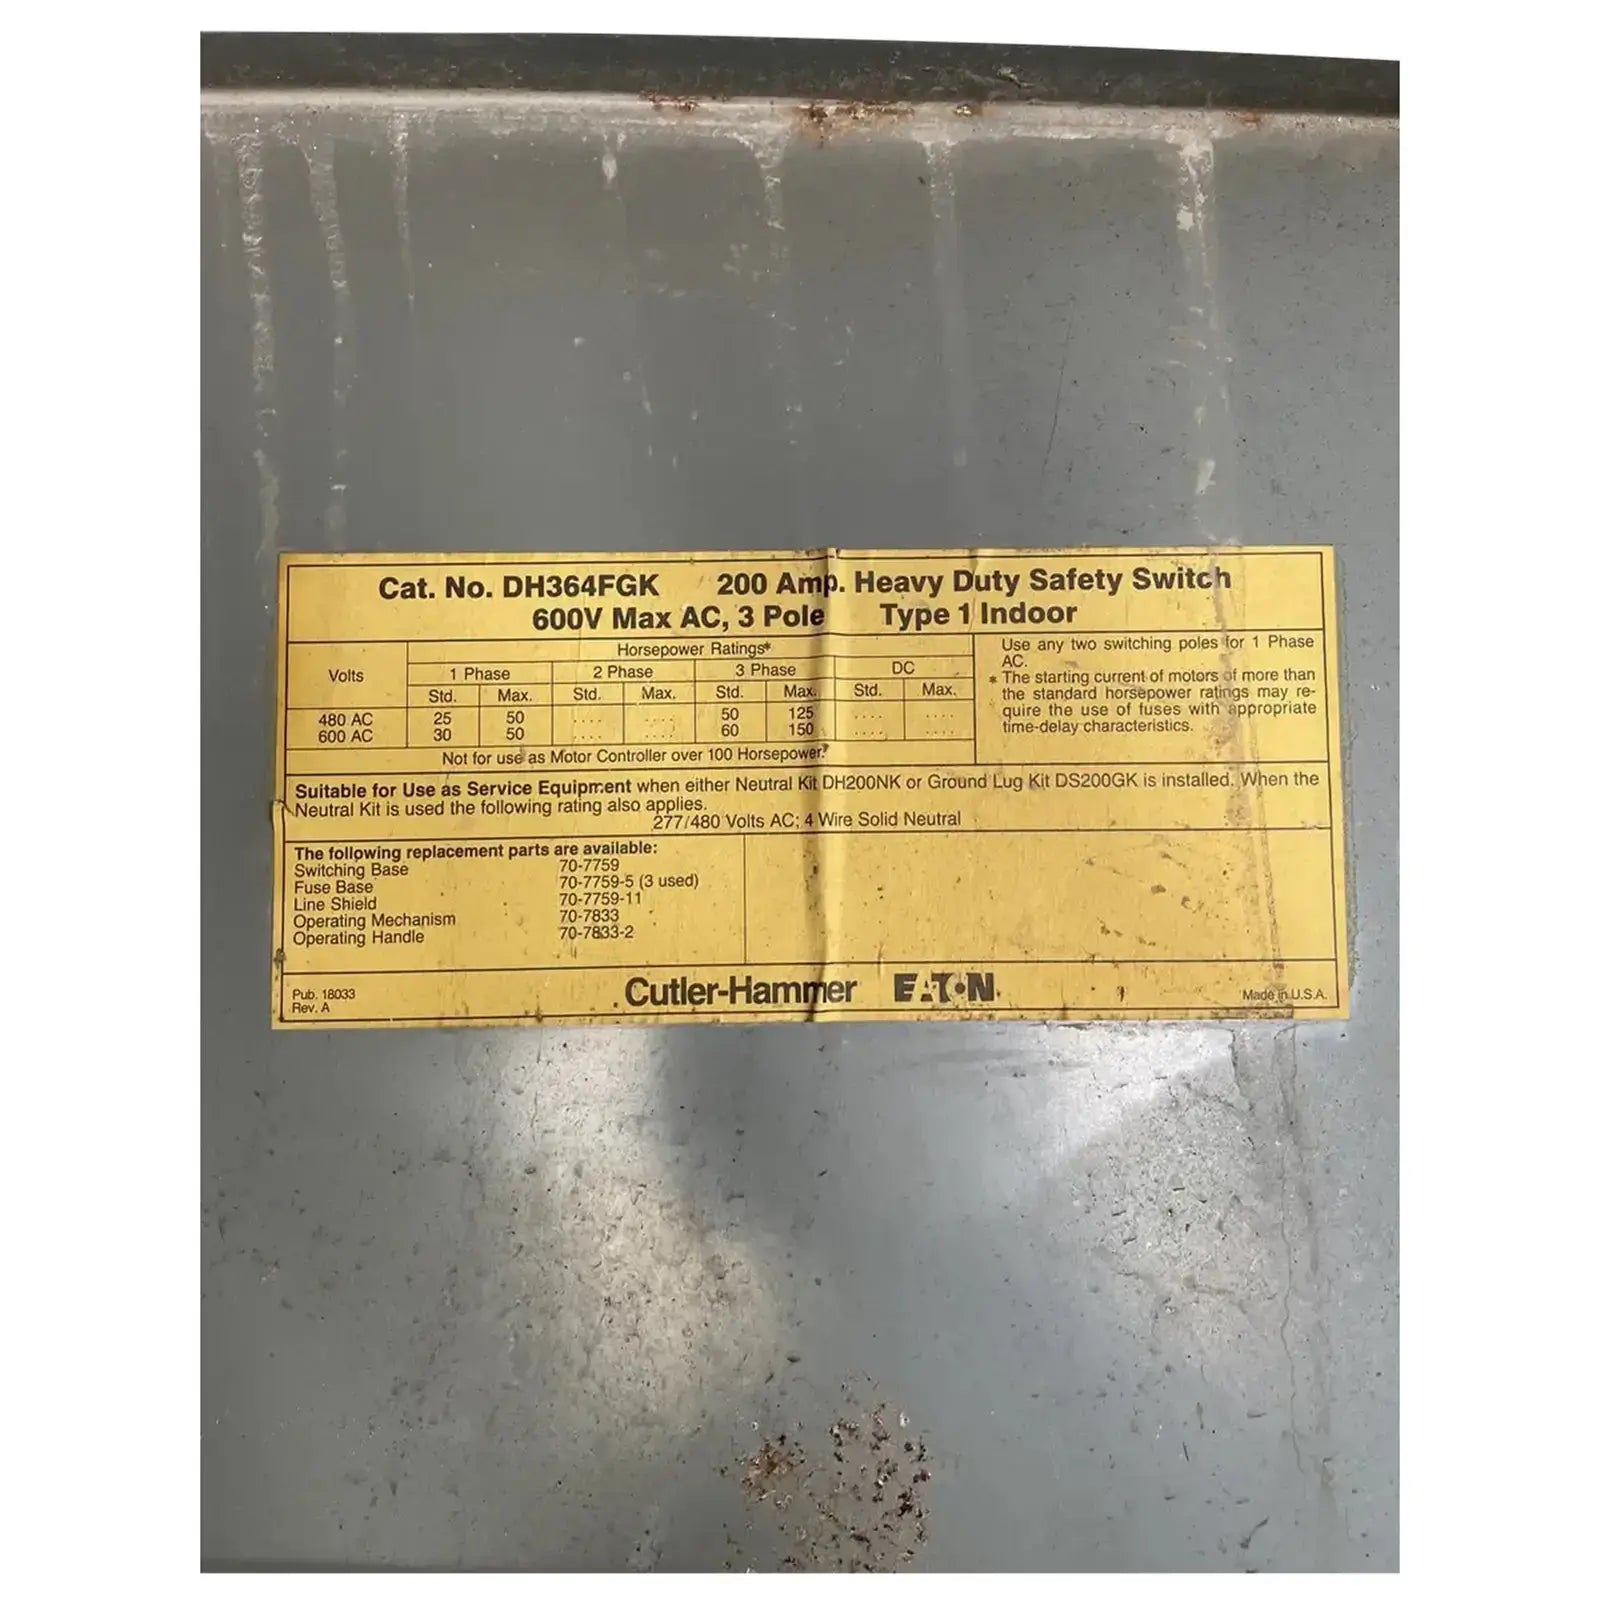 Cat. No. DH364FGK 200 Amp. Heavy Duty Safety Switch
600V Max AC, 3 Pole Type 1 Indoor
Volts
Horsepower Ratings*
1 Phase 2 Phase 3 Phase DC
Std. Max. Std. Max. Std. Max. Std. Max.
480 AC 25 50 .... .... 50 125 .... ....
600 AC 30 50 .... .... 60 150 .... ....
Not for use as Motor Controller over 100 Horsepower.
Use any two switching poles for 1 Phase
AC.
* The starting current of motors of more than
the standard horsepower ratings may re-
quire the use of fuses with appropriate
time-delay characteristics.
Suitable for Use as Service Equipment when either Neutral Kit DH200NK or Ground Lug Kit DS200GK is installed. When the
Neutral Kit is used the following rating also applies.
277/480 Volts AC; 4 Wire Solid Neutral
The following replacement parts are available:
Switching Base 70-7759
Fuse Base 70-7759-5 (3 used)
Line Shield 70-7759-11
Operating Mechanism 70-7833
Operating Handle 70-7833-2
Pub. 18033
Rev. A
Cutler-Hammer EATON
Made in U.S.A.